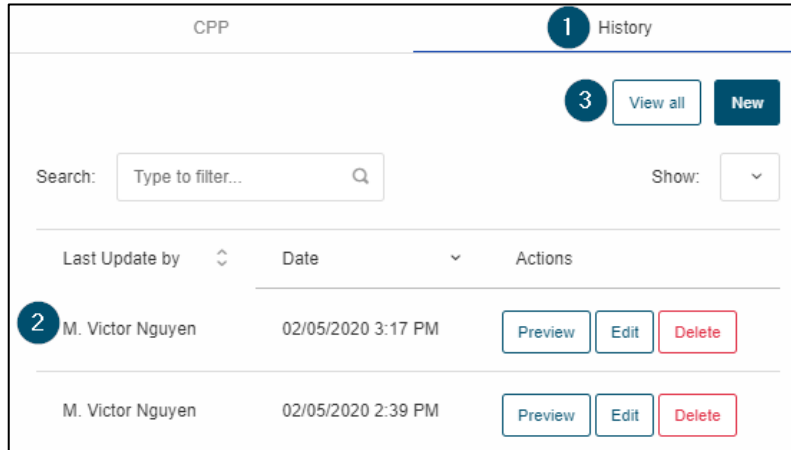 CPP 1 History
3 View all New
Search: Type to filter... Show:
Last Update by Date Actions
2 M. Victor Nguyen 02/05/2020 3:17 PM Preview Edit Delete
M. Victor Nguyen 02/05/2020 2:39 PM Preview Edit Delete